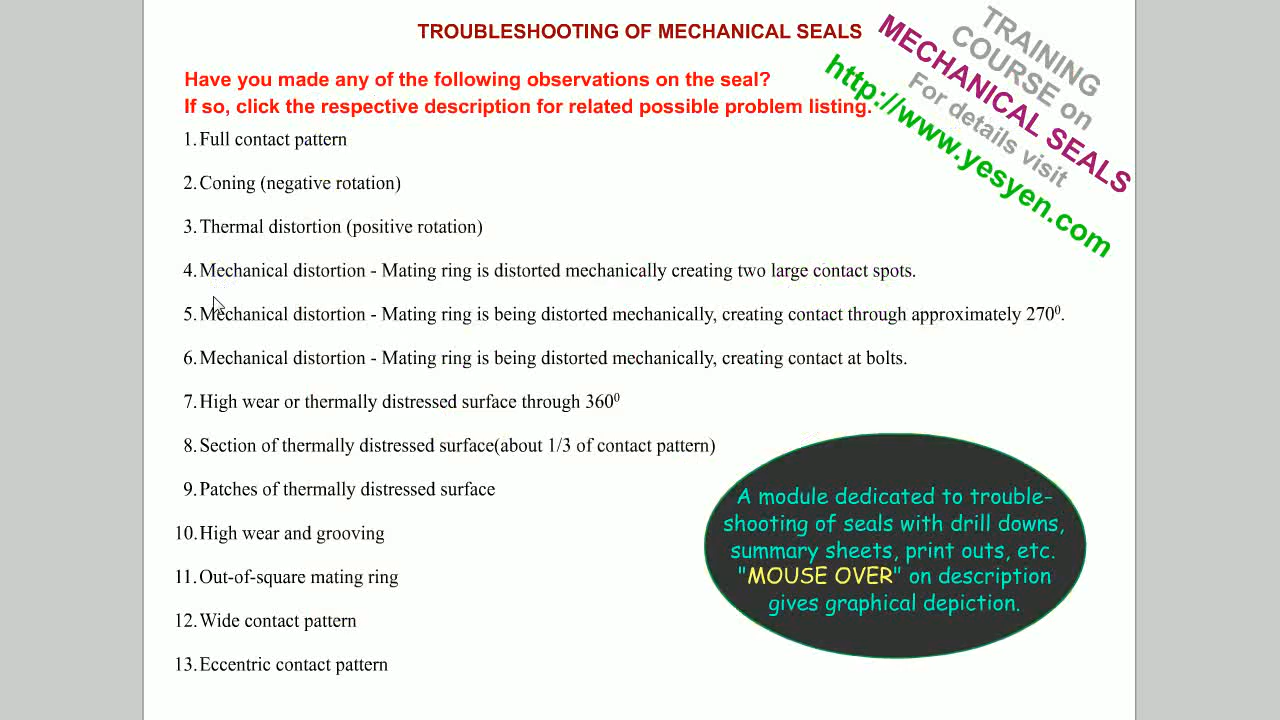 TROUBLESHOOTING OF MECHANICAL SEALS
TRAINING
COURSE on
MECHANICAL SEALS
For details visit
http://www.yesyen.com
Have you made any of the following observations on the seal?
If so, click the respective description for related possible problem listing.
1. Full contact pattern
2. Coning (negative rotation)
3. Thermal distortion (positive rotation)
4. Mechanical distortion - Mating ring is distorted mechanically creating two large contact spots.
5. Mechanical distortion - Mating ring is being distorted mechanically, creating contact through approximately 270⁰.
6. Mechanical distortion - Mating ring is being distorted mechanically, creating contact at bolts.
7. High wear or thermally distressed surface through 360⁰
8. Section of thermally distressed surface(about 1/3 of contact pattern)
9. Patches of thermally distressed surface
10. High wear and grooving
11. Out-of-square mating ring
12. Wide contact pattern
13. Eccentric contact pattern
A module dedicated to trouble-
shooting of seals with drill downs,
summary sheets, print outs, etc.
"MOUSE OVER" on description
gives graphical depiction.